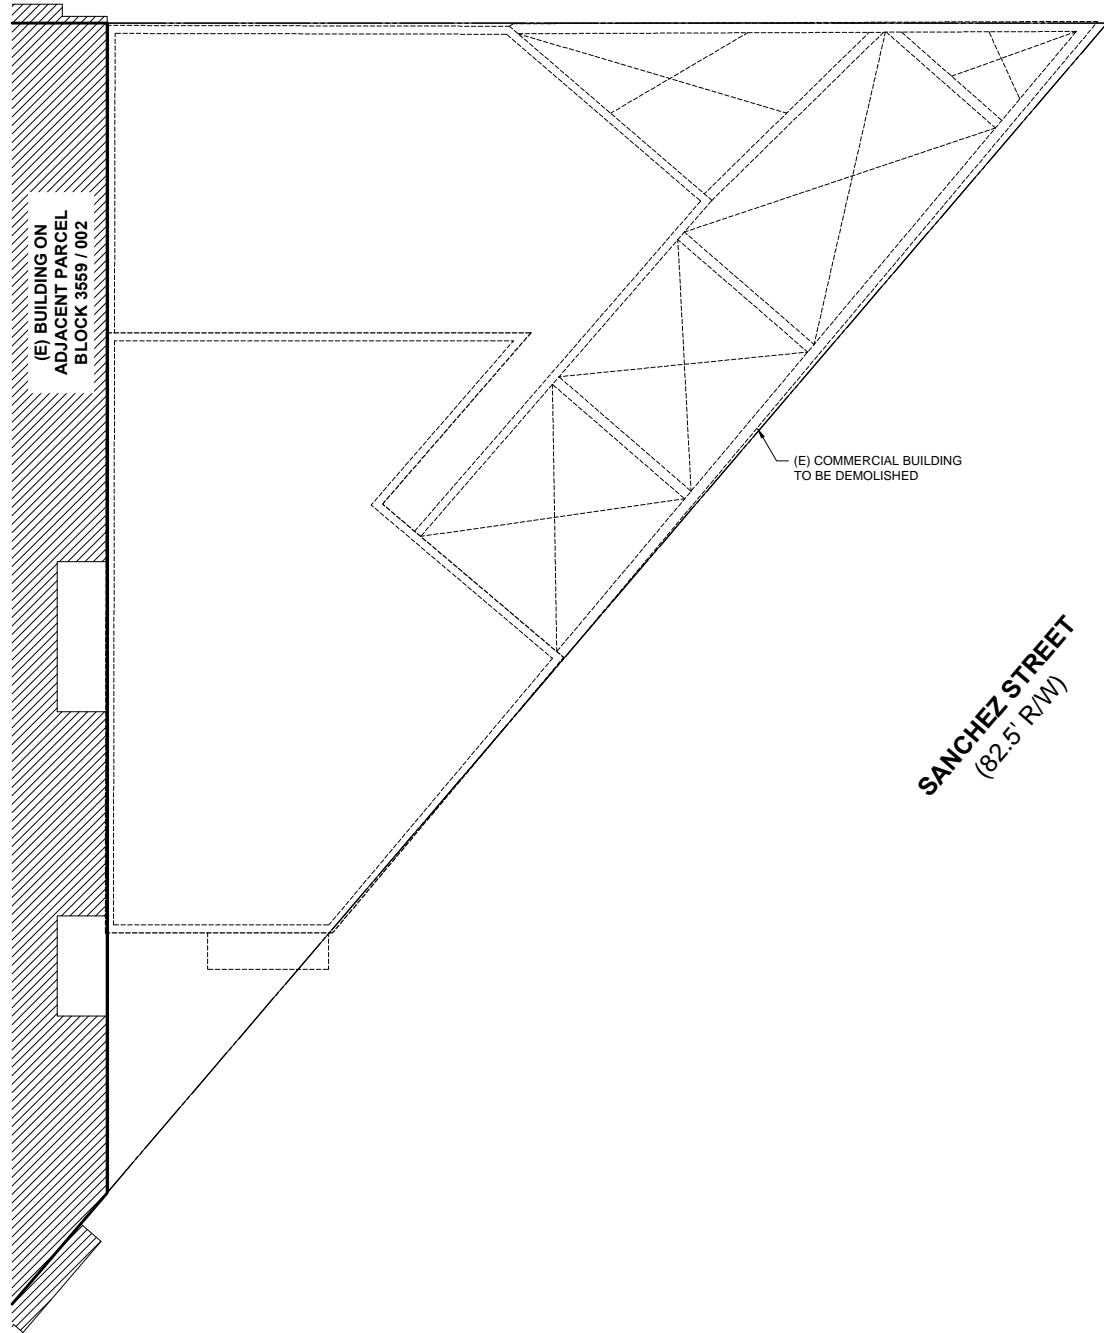 (E) BUILDING ON
ADJACENT PARCEL
BLOCK 3559 / 002
(E) COMMERCIAL BUILDING
TO BE DEMOLISHED
SANCHEZ STREET
(82.5' R/W)